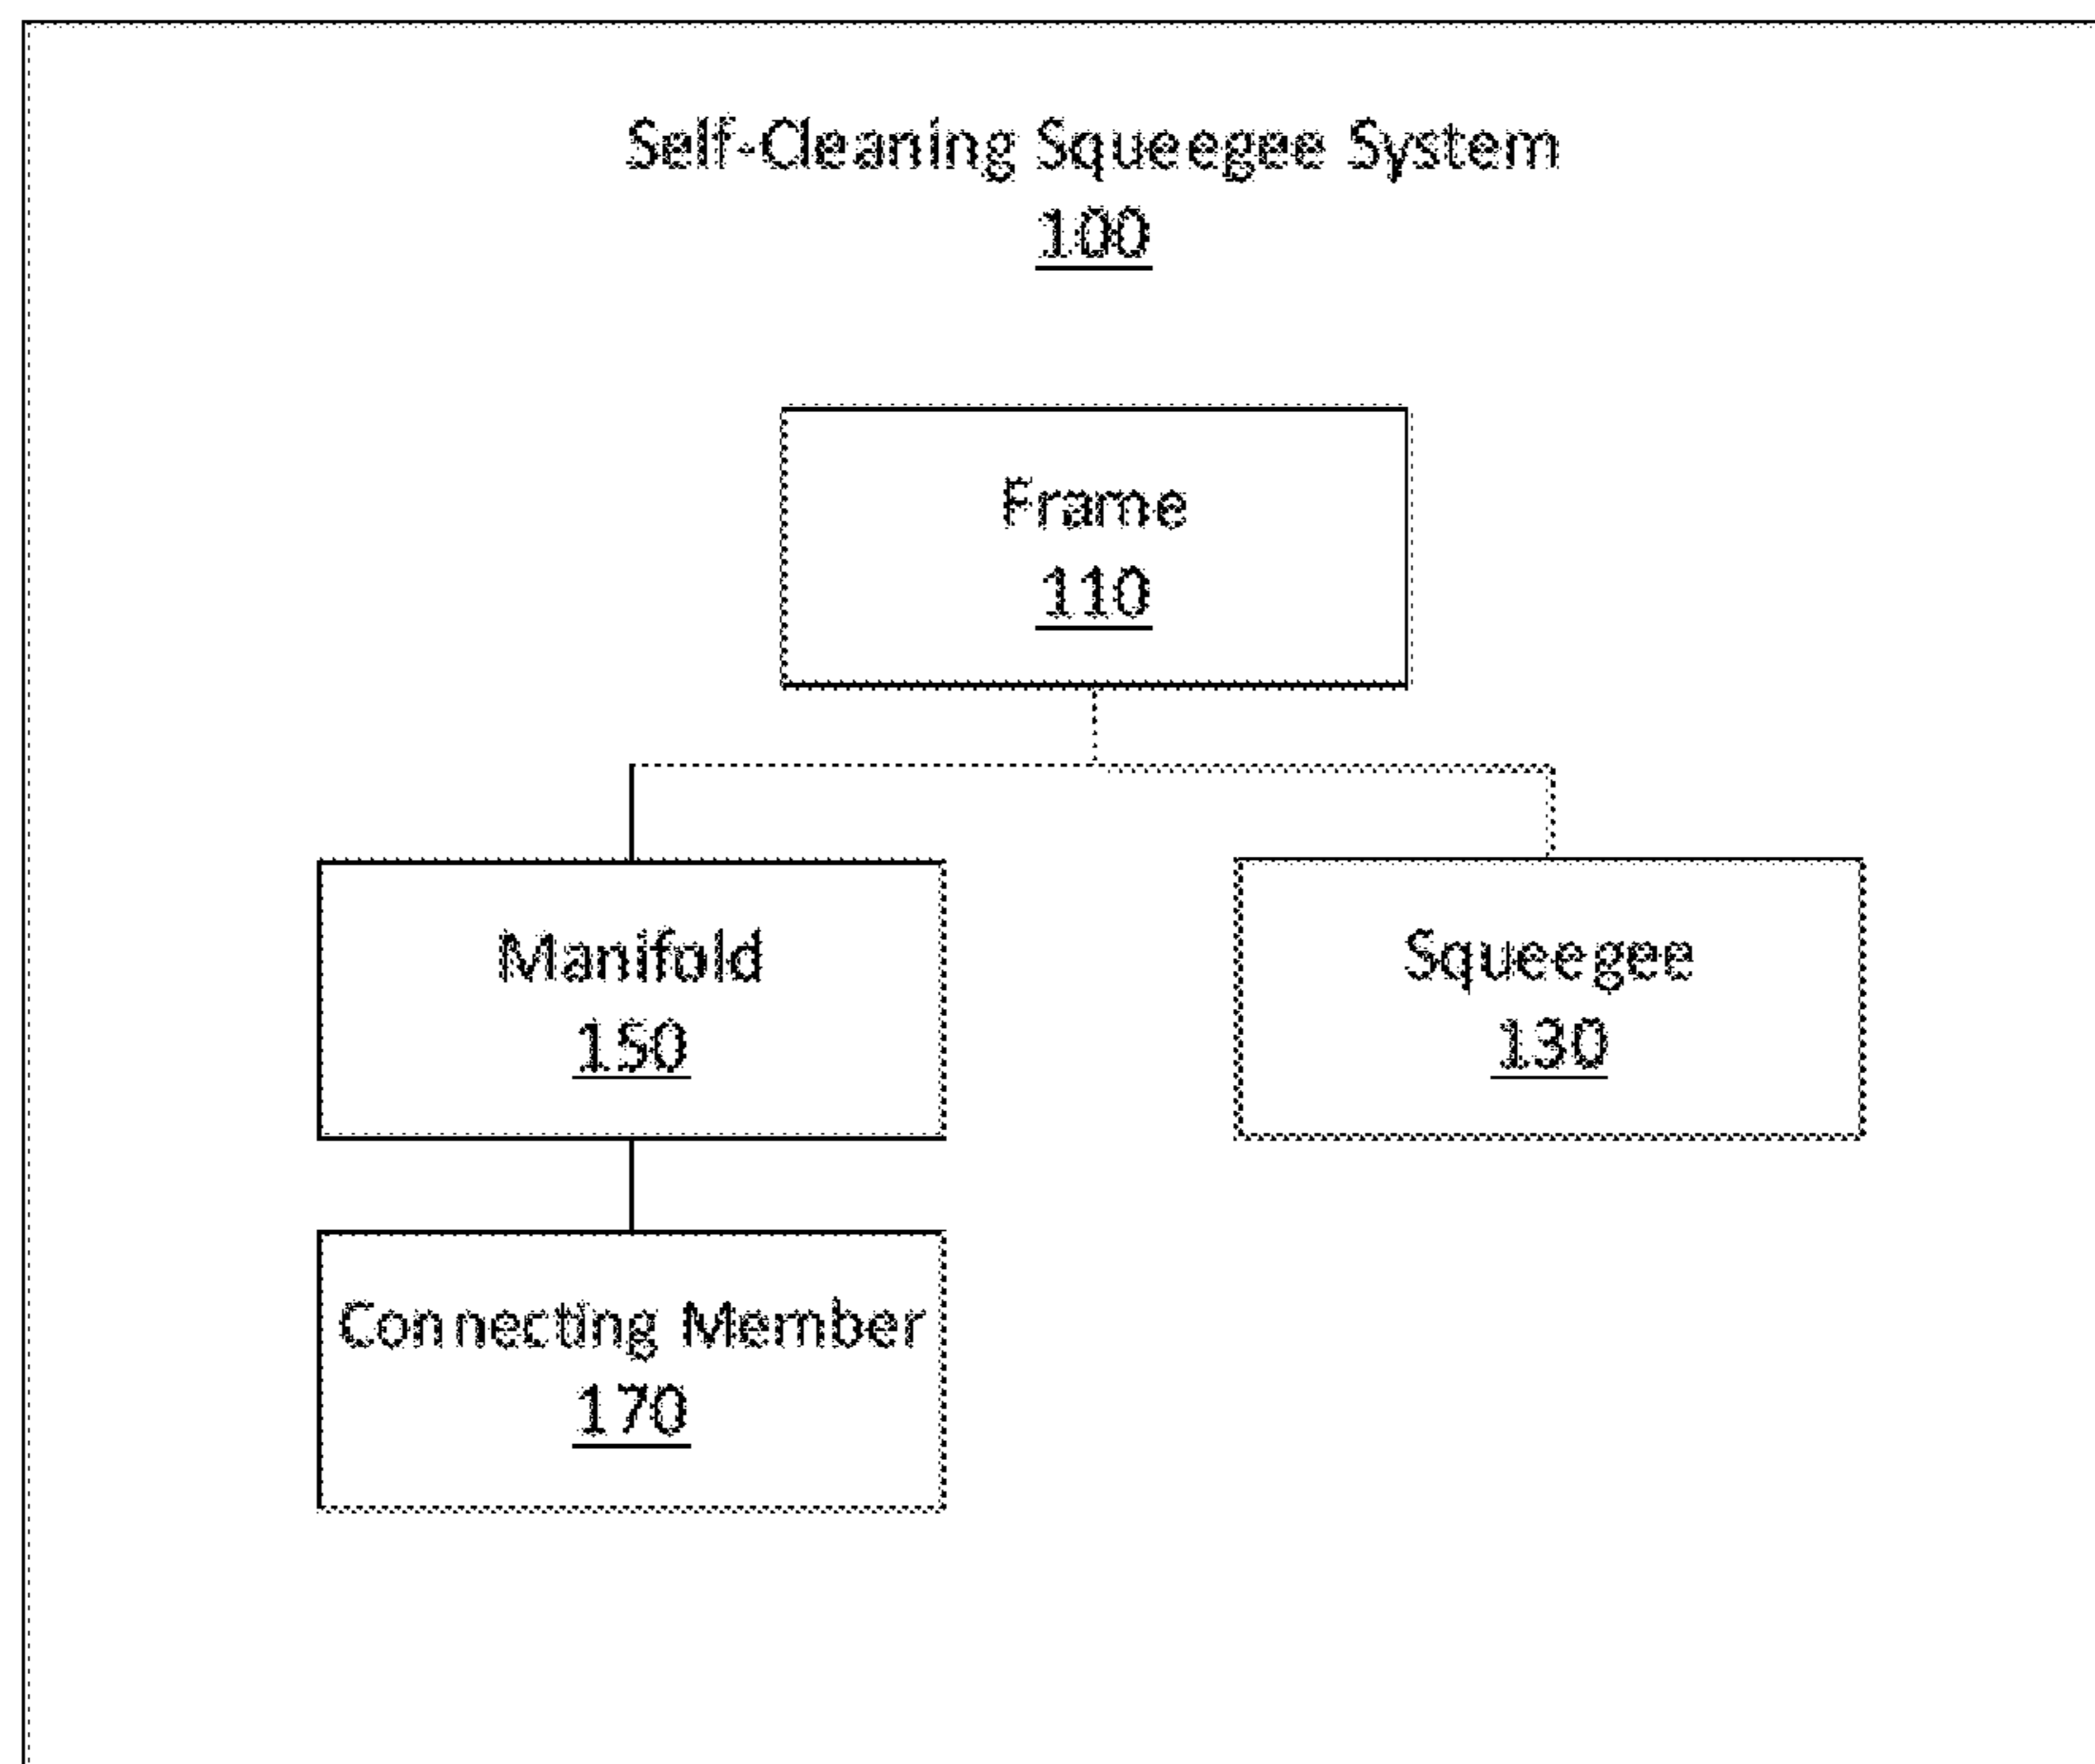 Self-Cleaning Squeegee System
100
Frame
110
Manifold
150
Squeegee
130
Connecting Member
170